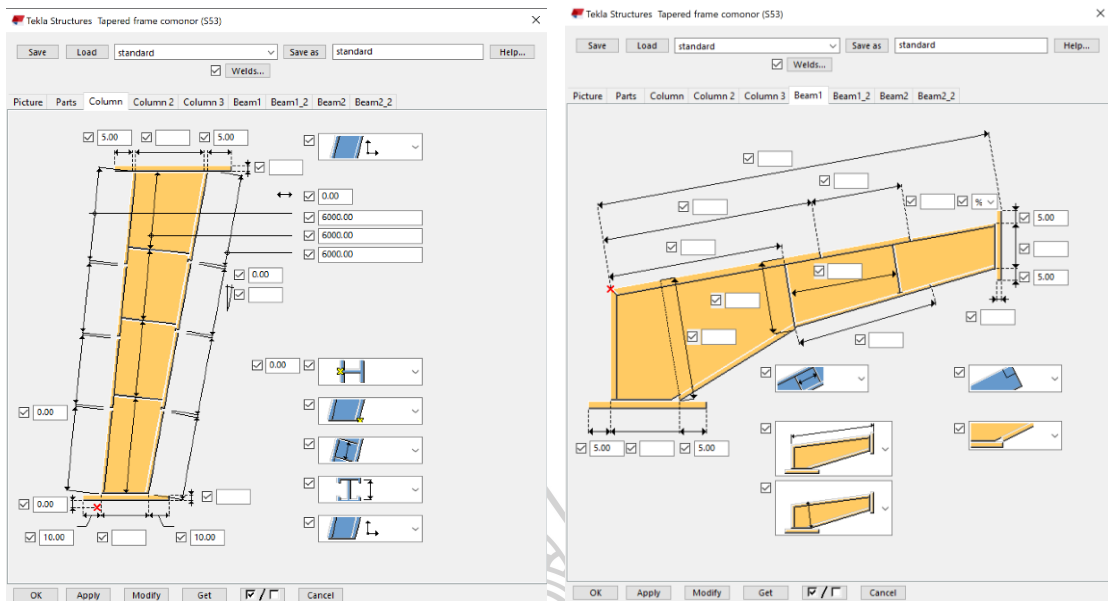 Tekla Structures Tapered frame comonor (S53)
Save Load standard Save as standard Help...
Welds...
Picture Parts Column Column 2 Column 3 Beam1 Beam1_2 Beam2 Beam2_2
5.00 5.00
0.00
6000.00
6000.00
6000.00
0.00
0.00
0.00
0.00
10.00 10.00
OK Apply Modify Get Cancel
Tekla Structures Tapered frame comonor (S53)
Save Load standard Save as standard Help...
Welds...
Picture Parts Column Column 2 Column 3 Beam1 Beam1_2 Beam2 Beam2_2
%
5.00
5.00
5.00 5.00
OK Apply Modify Get Cancel